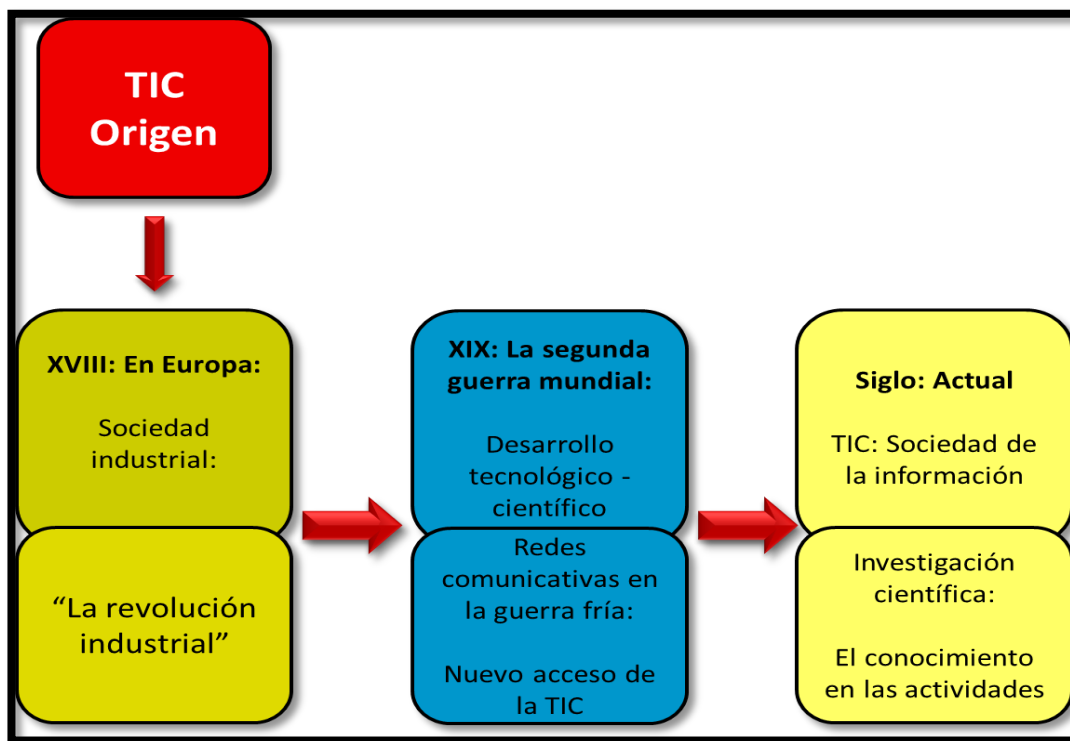 TIC
Origen
XVIII: En Europa:
Sociedad
industrial:
“La revolución
industrial”
XIX: La segunda
guerra mundial:
Desarrollo
tecnológico -
científico
Redes
comunicativas en
la guerra fría:
Nuevo acceso de
la TIC
Siglo: Actual
TIC: Sociedad de
la información
Investigación
científica:
El conocimiento
en las actividades